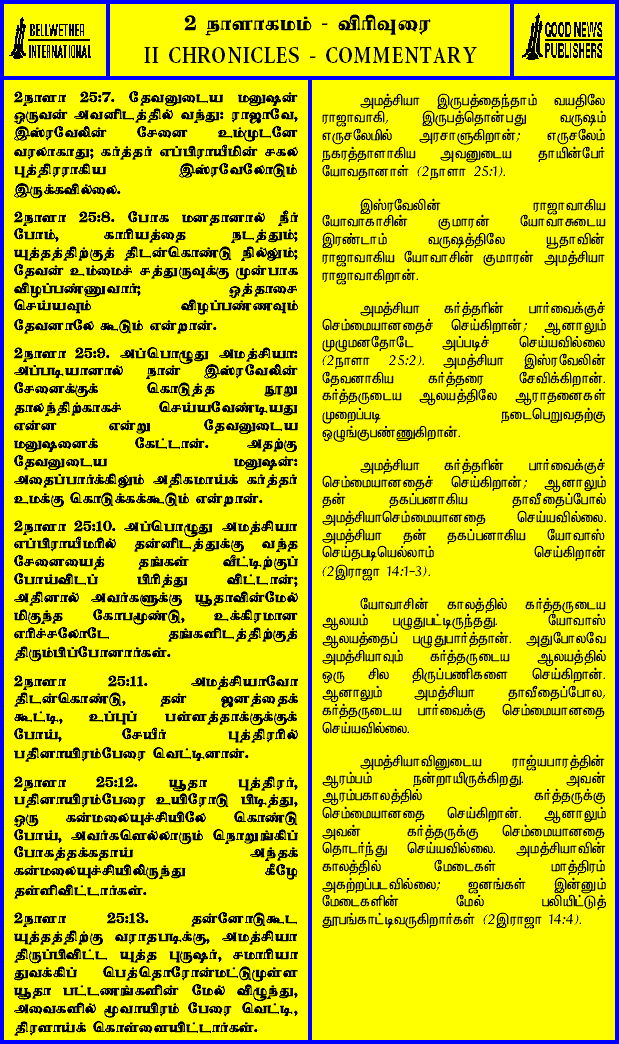 BELLWETHER
INTERNATIONAL
2 நாளாகமம் - விரிவுரை
II CHRONICLES - COMMENTARY
GOOD NEWS
PUBLISHERS
2நாளா 25:7. தேவனுடைய மனுஷன்
ஒருவன் அவனிடத்தில் வந்து: ராஜாவே,
இஸ்ரவேலின் சேனை உம்முடனே
வரலாகாது; கர்த்தர் எப்பிராயீமின் சகல
புத்திரராகிய இஸ்ரவேலோடும்
இருக்கவில்லை.
2நாளா 25:8. போக மனதானால் நீர்
போம், காரியத்தை நடத்தும்;
யுத்தத்திற்குத் திடன்கொண்டு நில்லும்;
தேவன் உம்மைச் சத்துருவுக்கு முன்பாக
விழப்பண்ணுவார்; ஒத்தாசை
செய்யவும் விழப்பண்ணவும்
தேவனாலே கூடும் என்றான்.
2நாளா 25:9. அப்பொழுது அமத்சியா:
அப்படியானால் நான் இஸ்ரவேலின்
சேனைக்குக் கொடுத்த நூறு
தாலந்திற்காகச் செய்யவேண்டியது
என்ன என்று தேவனுடைய
மனுஷனைக் கேட்டான். அதற்கு
தேவனுடைய மனுஷன்:
அதைப்பார்க்கிலும் அதிகமாய்க் கர்த்தர்
உமக்கு கொடுக்கக்கூடும் என்றான்.
2நாளா 25:10. அப்பொழுது அமத்சியா
எப்பிராயீமரில் தன்னிடத்துக்கு வந்த
சேனையைத் தங்கள் வீட்டிற்குப்
போய்விடப் பிரித்து விட்டான்;
அதினால் அவர்களுக்கு யூதாவின்மேல்
மிகுந்த கோபமூண்டு, உக்கிரமான
எரிச்சலோடே தங்களிடத்திற்குத்
திரும்பிப்போனார்கள்.
2நாளா 25:11. அமத்சியாவோ
திடன்கொண்டு, தன் ஜனத்தைக்
கூட்டி, உப்புப் பள்ளத்தாக்குக்குக்
போய், சேயீர் புத்திரரில்
பதினாயிரம்பேரை வெட்டினான்.
2நாளா 25:12. யூதா புத்திரர்,
பதினாயிரம்பேரை உயிரோடு பிடித்து,
ஒரு கன்மலையுச்சியிலே கொண்டு
போய், அவர்களெல்லாரும் நொறுங்கிப்
போகத்தக்கதாய் அந்தக்
கன்மலையுச்சியிலிருந்து கீழே
தள்ளிவிட்டார்கள்.
2நாளா 25:13. தன்னோடுகூட
யுத்தத்திற்கு வராதபடிக்கு, அமத்சியா
திருப்பிவிட்ட யுத்த புருஷர், சமாரியா
துவக்கிப் பெத்தொரோன்மட்டுமுள்ள
யூதா பட்டணங்களின் மேல் விழுந்து,
அவைகளில் மூவாயிரம் பேரை வெட்டி,
திரளாய்க் கொள்ளையிட்டார்கள்.
அமத்சியா இருபத்தைந்தாம் வயதிலே
ராஜாவாகி, இருபத்தொன்பது வருஷம்
எருசலேமில் அரசாளுகிறான்; எருசலேம்
நகரத்தாளாகிய அவனுடைய தாயின்பேர்
யோவதானாள் (2நாளா 25:1).
இஸ்ரவேலின் ராஜாவாகிய
யோவாகாசின் குமாரன் யோவாசுடைய
இரண்டாம் வருஷத்திலே யூதாவின்
ராஜாவாகிய யோவாசின் குமாரன் அமத்சியா
ராஜாவாகிறான்.
அமத்சியா கர்த்தரின் பார்வைக்குச்
செம்மையானதைச் செய்கிறான்; ஆனாலும்
முழுமனதோடே அப்படிச் செய்யவில்லை
(2நாளா 25:2). அமத்சியா இஸ்ரவேலின்
தேவனாகிய கர்த்தரை சேவிக்கிறான்.
கர்த்தருடைய ஆலயத்திலே ஆராதனைகள்
முறைப்படி நடைபெறுவதற்கு
ஒழுங்குபண்ணுகிறான்.
அமத்சியா கர்த்தரின் பார்வைக்குச்
செம்மையானதைச் செய்கிறான்; ஆனாலும்
தன் தகப்பனாகிய தாவீதைப்போல்
அமத்சியாசெம்மையானதை செய்யவில்லை.
அமத்சியா தன் தகப்பனாகிய யோவாஸ்
செய்தபடியெல்லாம் செய்கிறான்
(2இராஜா 14:1-3).
யோவாசின் காலத்தில் கர்த்தருடைய
ஆலயம் பழுதுபட்டிருந்தது. யோவாஸ்
ஆலயத்தைப் பழுதுபார்த்தான். அதுபோலவே
அமத்சியாவும் கர்த்தருடைய ஆலயத்தில்
ஒரு சில திருப்பணிகளை செய்கிறான்.
ஆனாலும் அமத்சியா தாவீதைப்போல,
கர்த்தருடைய பார்வைக்கு செம்மையானதை
செய்யவில்லை.
அமத்சியாவினுடைய ராஜ்யபாரத்தின்
ஆரம்பம் நன்றாயிருக்கிறது. அவன்
ஆரம்பகாலத்தில் கர்த்தருக்கு
செம்மையானதை செய்கிறான். ஆனாலும்
அவன் கர்த்தருக்கு செம்மையானதை
தொடர்ந்து செய்யவில்லை. அமத்சியாவின்
காலத்தில் மேடைகள் மாத்திரம்
அகற்றப்படவில்லை; ஜனங்கள் இன்னும்
மேடைகளின் மேல் பலியிட்டுத்
தூபங்காட்டிவருகிறார்கள் (2இராஜா 14:4).